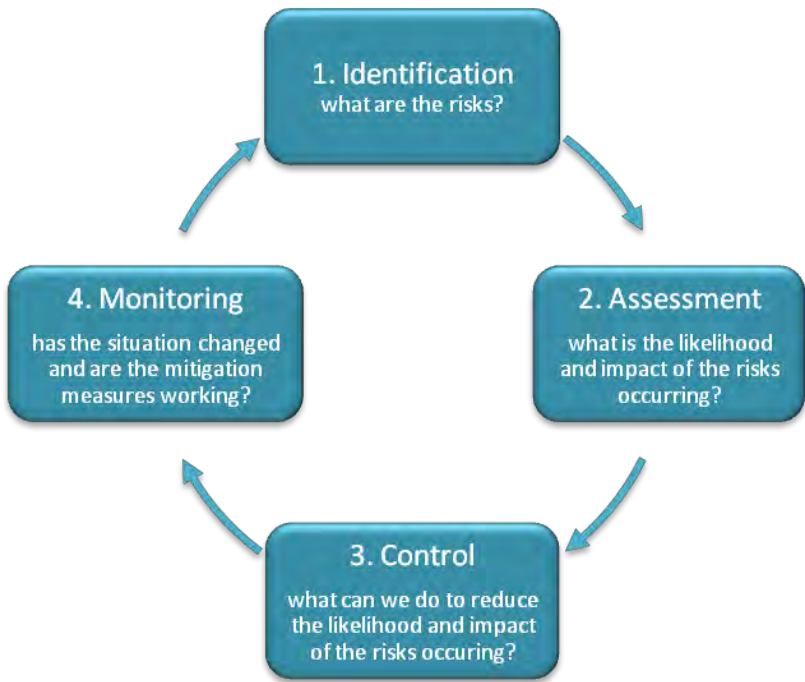 1. Identification
what are the risks?
2. Assessment
what is the likelihood
and impact of the risks
occurring?
3. Control
what can we do to reduce
the likelihood and impact
of the risks occuring?
4. Monitoring
has the situation changed
and are the mitigation
measures working?